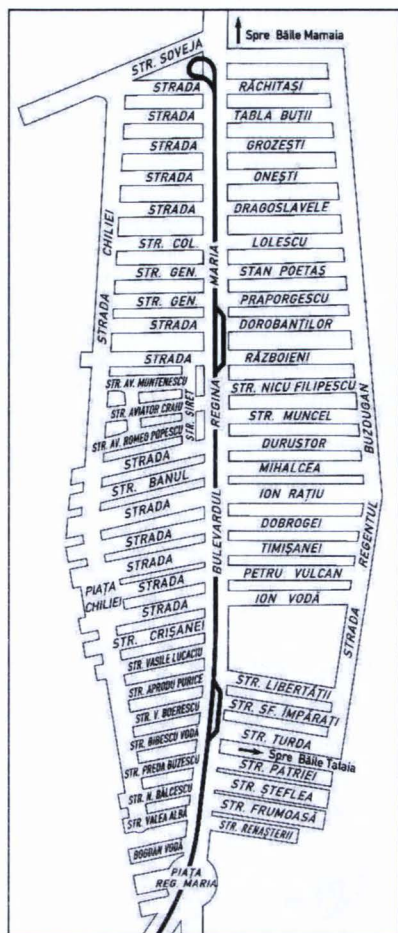 Spre Băile Mamaia
STR. SOVEJA
STRADA RĂCHITAȘI
STRADA TABLA BUȚII
STRADA GROZEȘTI
STRADA ONEȘTI
STRADA DRAGOSLAVELE
STR. COL. LOLESCU
STR. GEN. STAN POETAȘ
STR. GEN. PRAPORGESCU
STRADA DOROBANȚILOR
STRADA RĂZBOIENI
STRADA CHILIEI
BULEVARDUL REGINA MARIA
STR. AV. MUNTENESCU
STR. NICU FILIPESCU
STR. AVIATOR CRAIU
STR. SIRET
STR. MUNCEL
STR. AV. ROMEO POPESCU
STRADA DURUSTOR
STR. BANUL MIHALCEA
STRADA ION RAȚIU
STRADA DOBROGEI
STRADA TIMIȘANEI
STRADA PETRU VULCAN
STRADA ION VODĂ
STRADA REGENTUL BUZDUGAN
PIAȚA CHILIEI
STR. CRIȘANEI
STR. VASILE LUCACIU
STR. APRODU PURICE
STR. V. BOERESCU
STR. BIBESCU VODĂ
STR. PREDA BUZESCU
STR. N. BĂLCESCU
STR. VALEA ALBĂ
BOGDAN VODĂ
STR. LIBERTĂȚII
STR. SF. ÎMPĂRAȚI
STR. TURDA
Spre Băile Tataia
STR. PATRIEI
STR. ȘTEFLEA
STR. FRUMOASĂ
STR. RENAȘTERII
PIAȚA
REG. MARIA